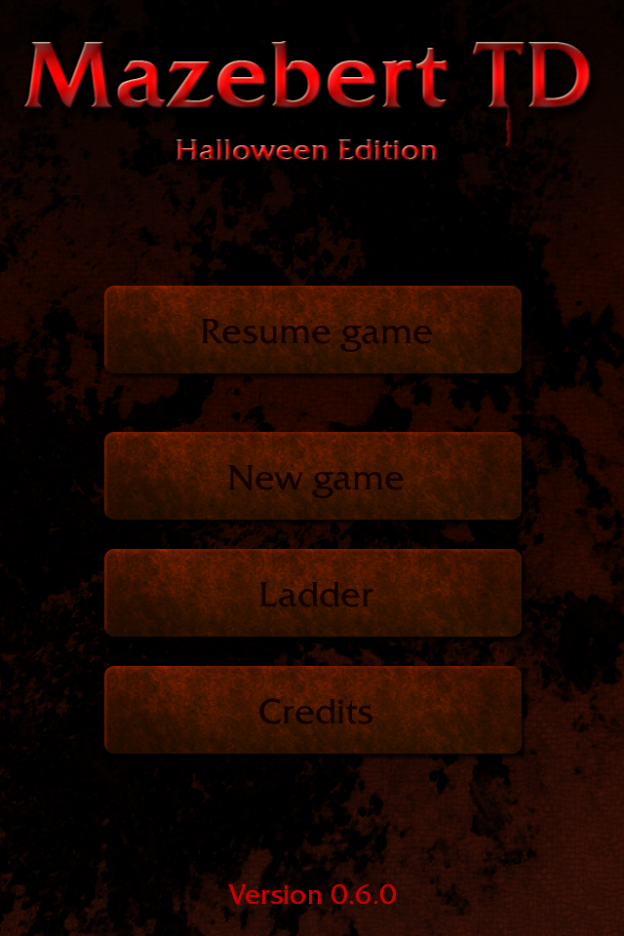 Mazebert TD
Halloween Edition
Resume game
New game
Ladder
Credits
Version 0.6.0